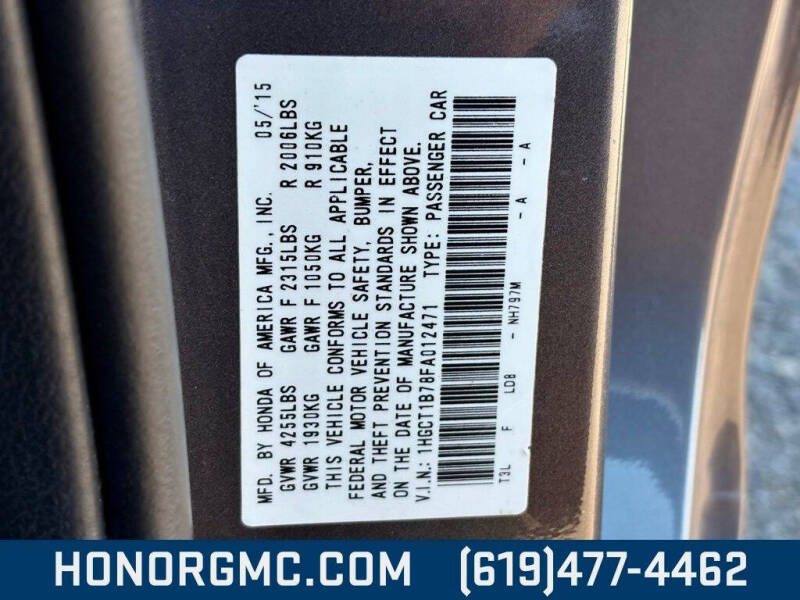 MFD. BY HONDA OF AMERICA MFG., INC. 05/'15
GVWR 4255LBS GAWR F 2315LBS R 2006LBS
GVWR 1930KG GAWR F 1050KG R 910KG
THIS VEHICLE CONFORMS TO ALL APPLICABLE
FEDERAL MOTOR VEHICLE SAFETY, BUMPER,
AND THEFT PREVENTION STANDARDS IN EFFECT
ON THE DATE OF MANUFACTURE SHOWN ABOVE.
V.I.N.: 1HGCT1B78FA012471 TYPE: PASSENGER CAR
T3L F LDB - NH797M - A - A
HONORGMC.COM (619)477-4462